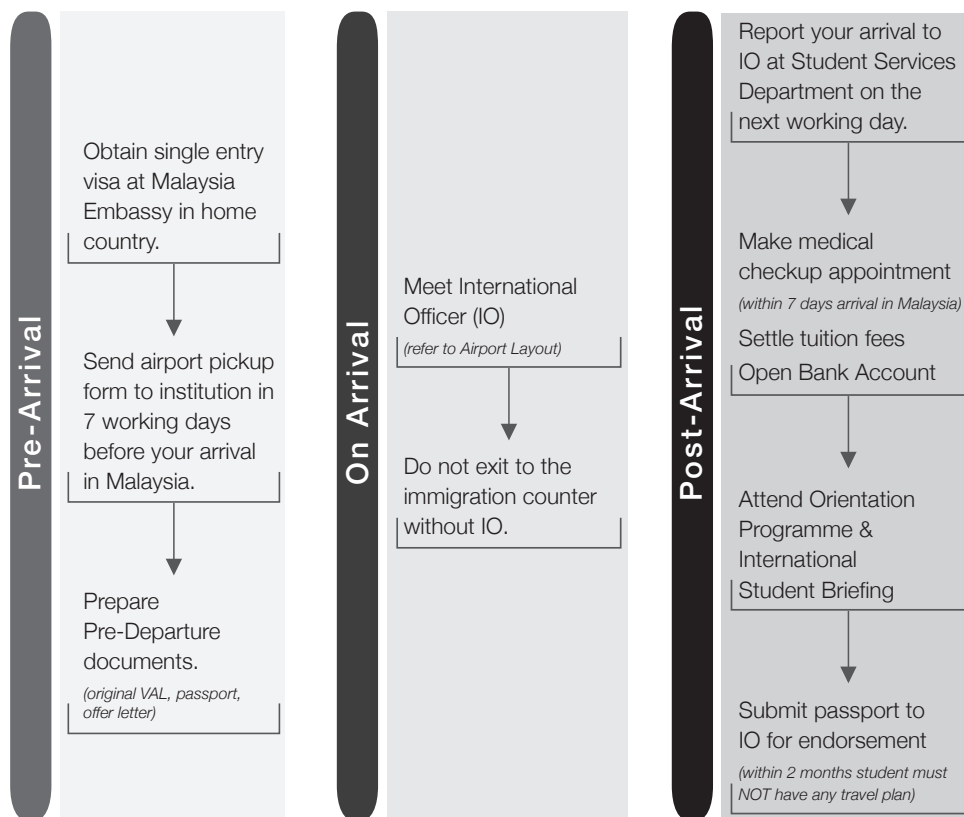 Pre-Arrival
Obtain single entry
visa at Malaysia
Embassy in home
country.
Send airport pickup
form to institution in
7 working days
before your arrival
in Malaysia.
Prepare
Pre-Departure
documents.
(original VAL, passport,
offer letter)
On Arrival
Meet International
Officer (IO)
(refer to Airport Layout)
Do not exit to the
immigration counter
without IO.
Post-Arrival
Report your arrival to
IO at Student Services
Department on the
next working day.
Make medical
checkup appointment
(within 7 days arrival in Malaysia)
Settle tuition fees
Open Bank Account
Attend Orientation
Programme &
International
Student Briefing
Submit passport to
IO for endorsement
(within 2 months student must
NOT have any travel plan)